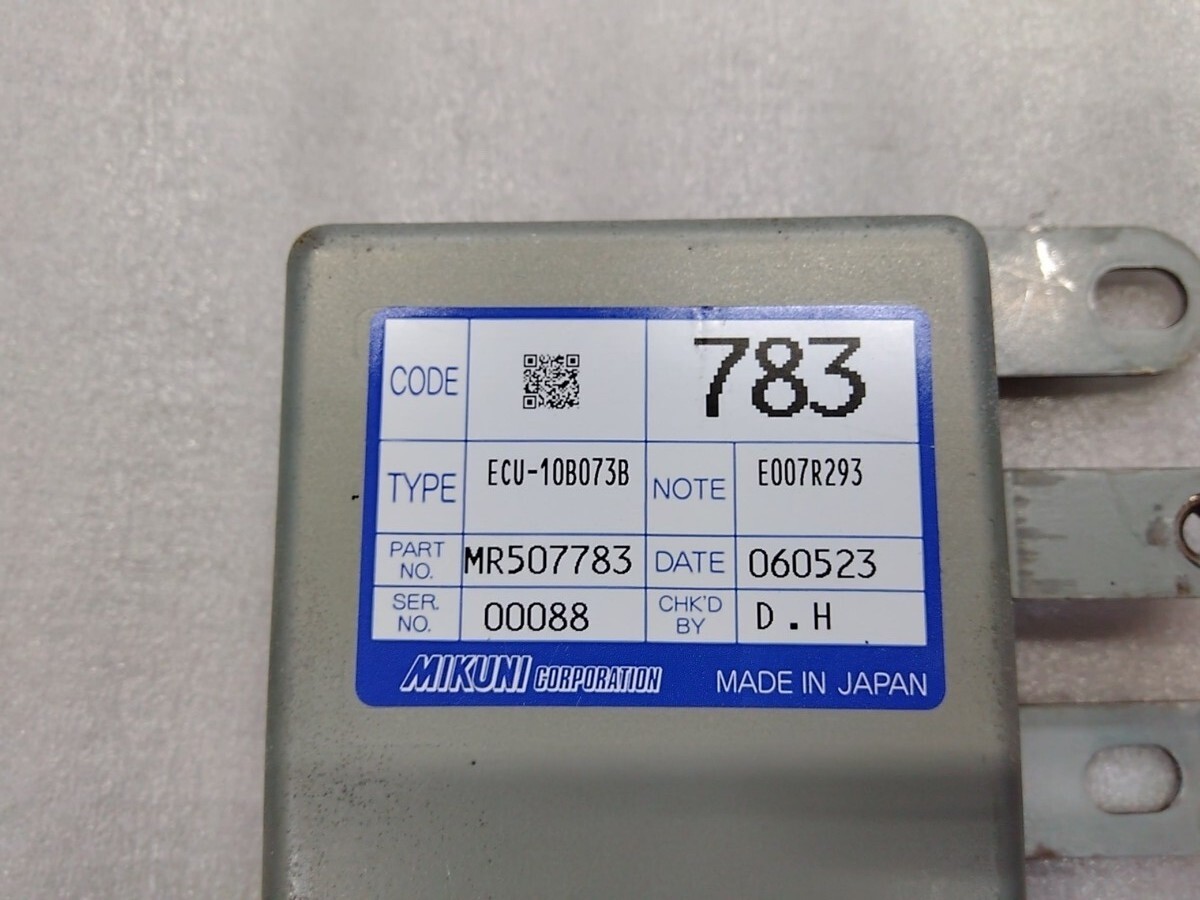 CODE 783
TYPE ECU-10B073B NOTE E007R293
PART NO. MR507783 DATE 060523
SER. NO. 00088 CHK'D BY D.H
MIKUNI CORPORATION MADE IN JAPAN